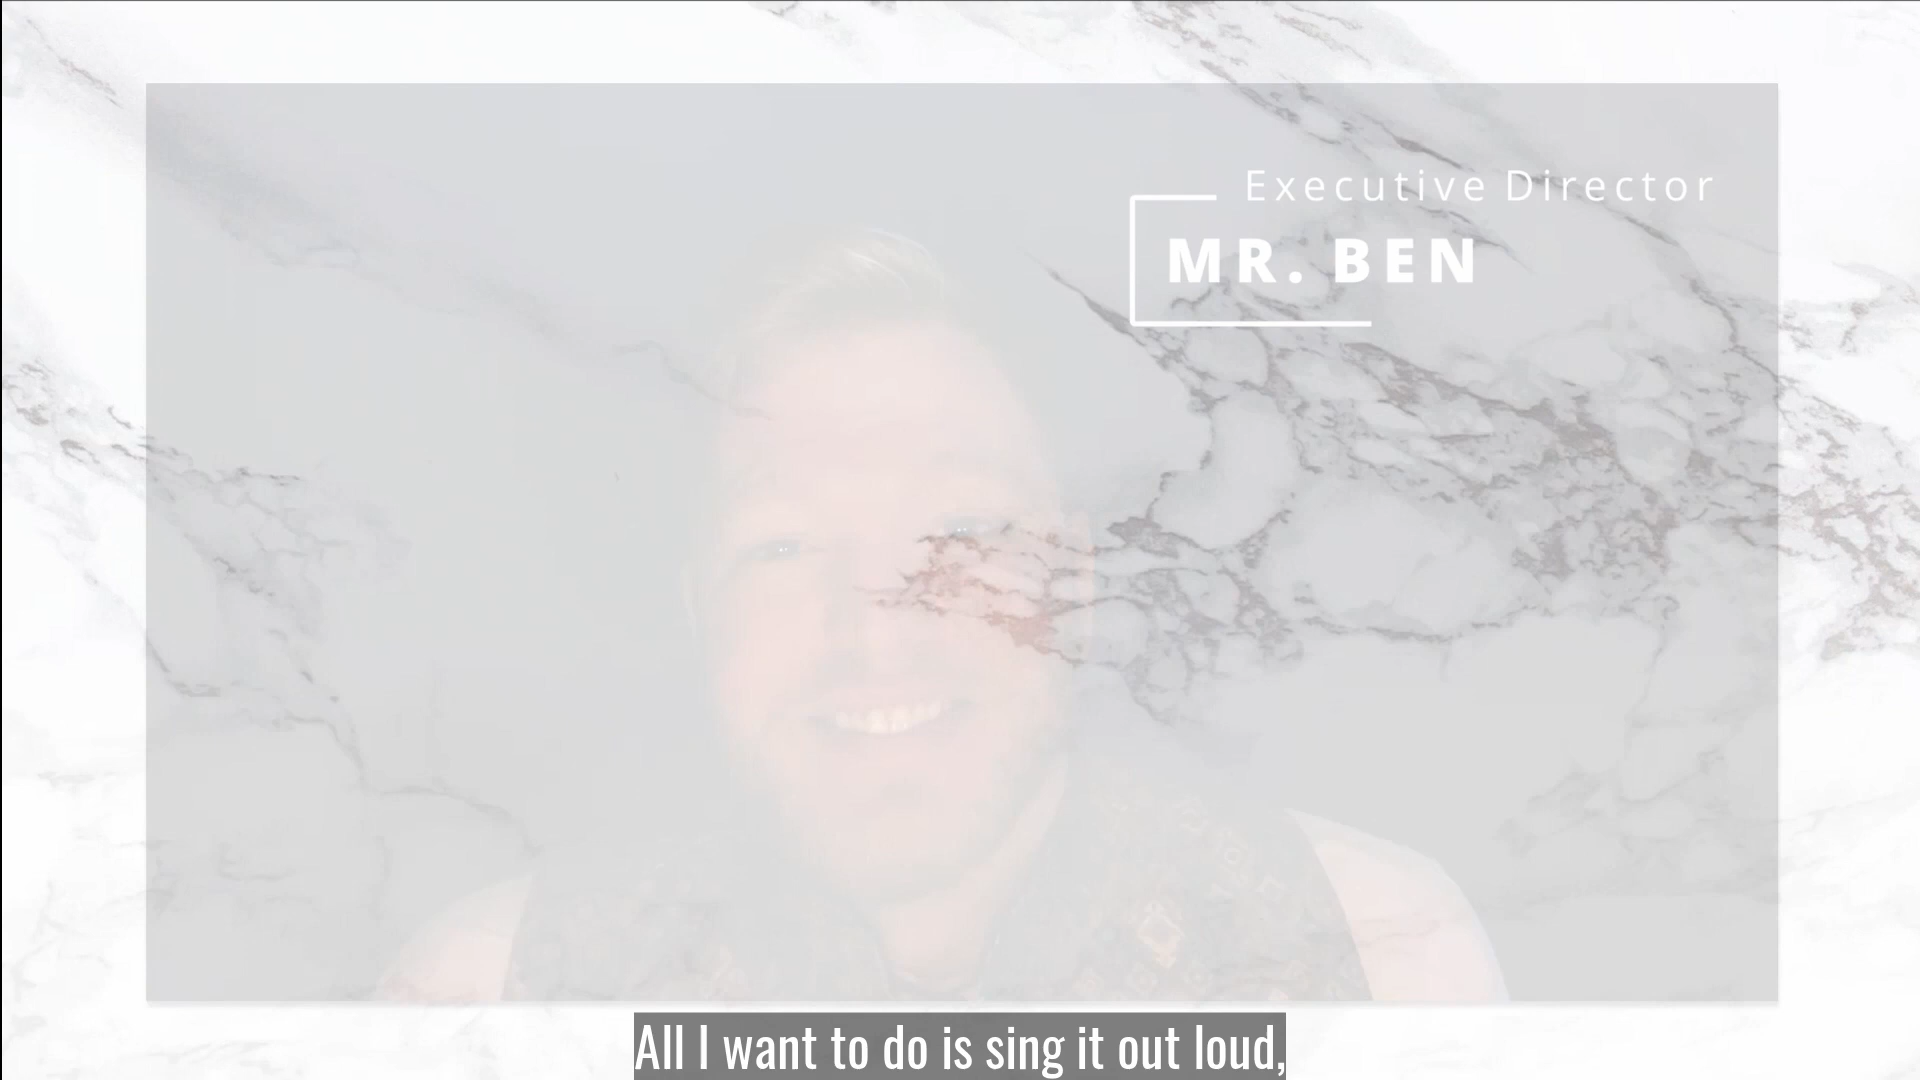 Executive Director
MR. BEN
All I want to do is sing it out loud,